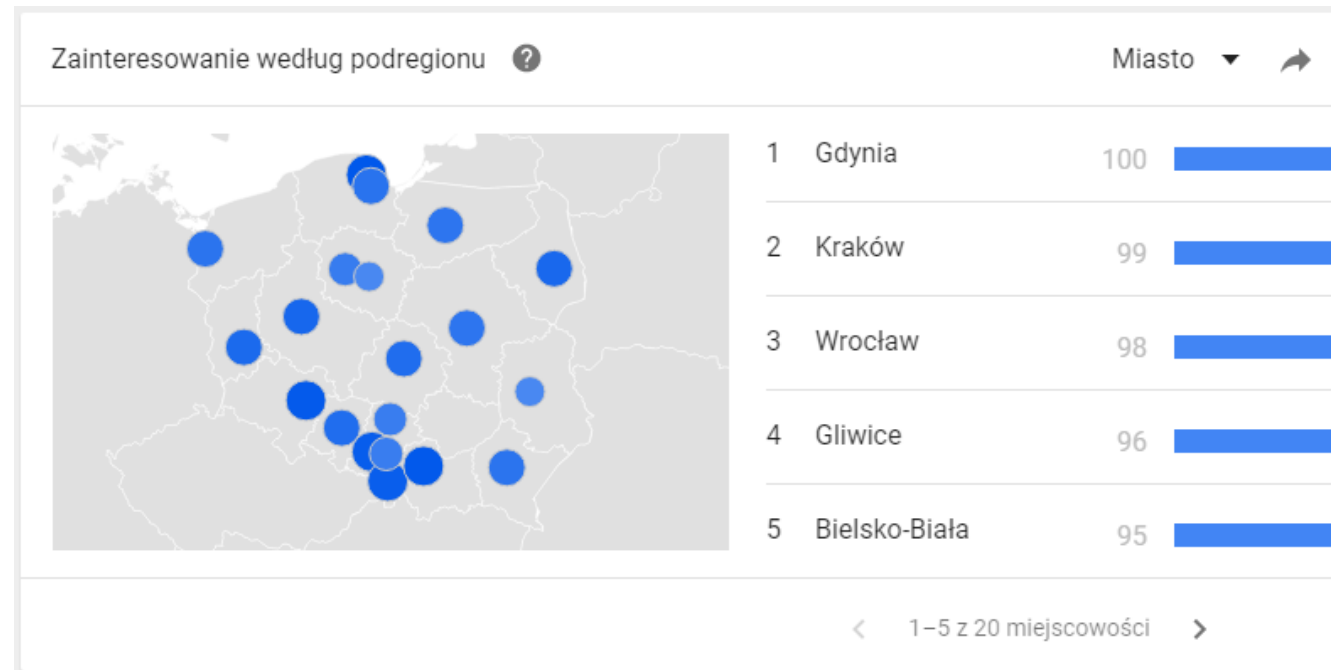 Zainteresowanie według podregionu ?
Miasto
1 Gdynia 100
2 Kraków 99
3 Wrocław 98
4 Gliwice 96
5 Bielsko-Biała 95
1–5 z 20 miejscowości